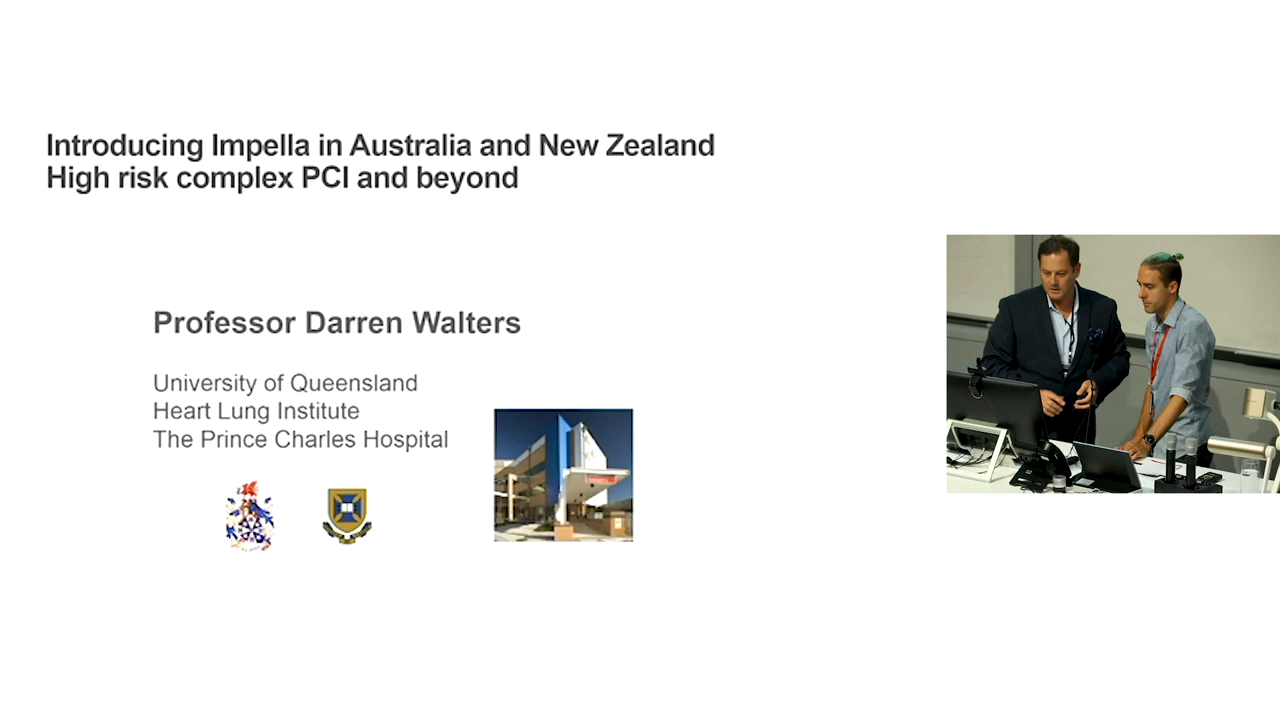 Introducing Impella in Australia and New Zealand
High risk complex PCI and beyond
Professor Darren Walters
University of Queensland
Heart Lung Institute
The Prince Charles Hospital